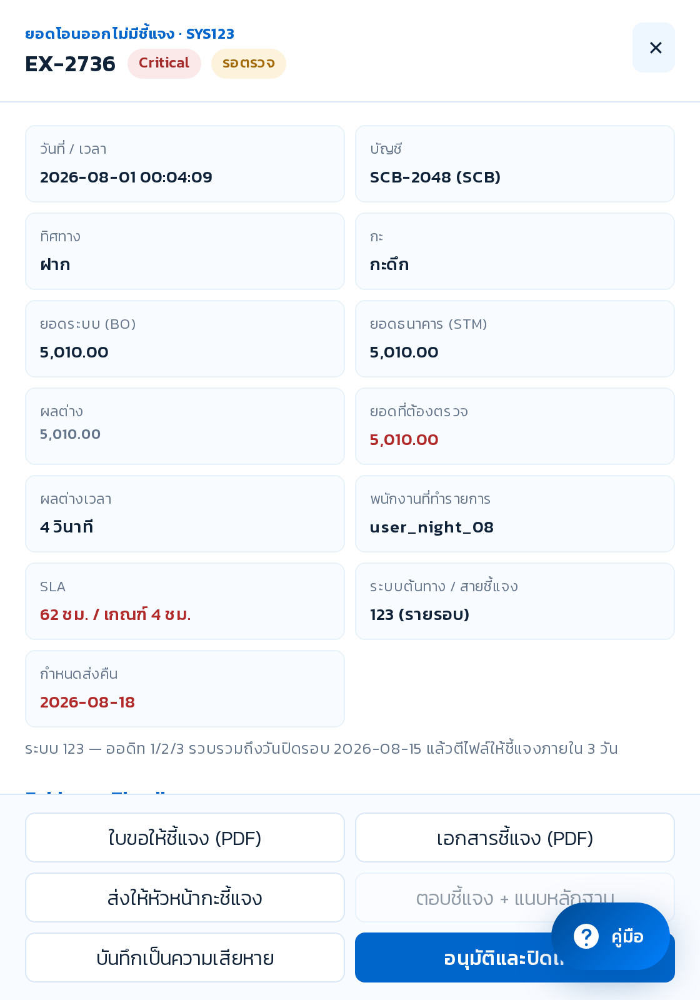 ยอดโอนออกไม่มีชี้แจง · SYS123
EX-2736 Critical รอตรวจ
วันที่ / เวลา
2026-08-01 00:04:09
บัญชี
SCB-2048 (SCB)
ทิศทาง
ฝาก
กะ
กะดึก
ยอดระบบ (BO)
5,010.00
ยอดธนาคาร (STM)
5,010.00
ผลต่าง
5,010.00
ยอดที่ต้องตรวจ
5,010.00
ผลต่างเวลา
4 วินาที
พนักงานที่ทำรายการ
user_night_08
SLA
62 ชม. / เกณฑ์ 4 ชม.
ระบบต้นทาง / สายชี้แจง
123 (รายรอบ)
กำหนดส่งคืน
2026-08-18
ระบบ 123 — ออดิท 1/2/3 รวบรวมถึงวันปิดรอบ 2026-08-15 แล้วตีไฟล์ให้ชี้แจงภายใน 3 วัน
ใบขอให้ชี้แจง (PDF)
เอกสารชี้แจง (PDF)
ส่งให้หัวหน้ากะชี้แจง
ตอบชี้แจง + แนบหลักฐาน
บันทึกเป็นความเสียหาย
อนุมัติและปิด
คู่มือ